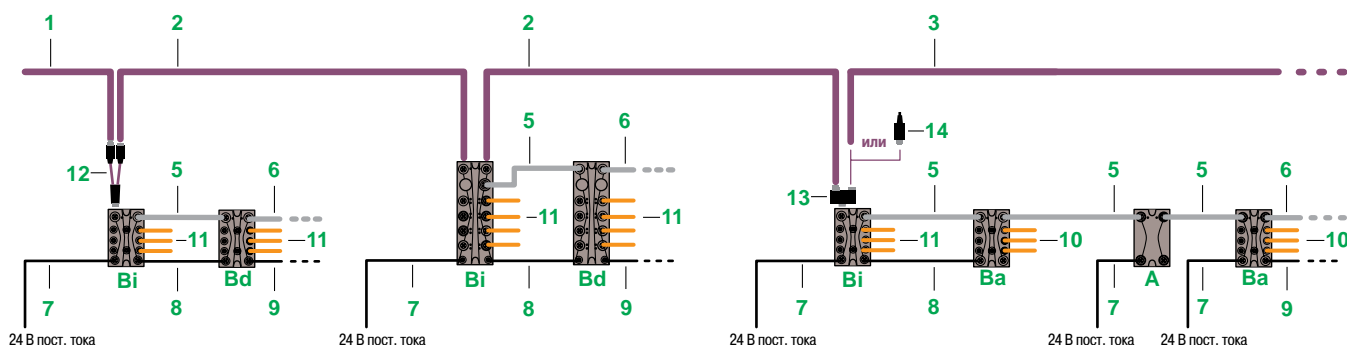 1 2 2 3
5 6 14
или
12 5 6 13 5 5 5 6
11 11 11 11 11 10 10
Bi Bd Bi Bd Bi Ba A Ba
7 8 9 7 8 9 7 8 7 7 9
24 В пост. тока 24 В пост. тока 24 В пост. тока 24 В пост. тока 24 В пост. тока